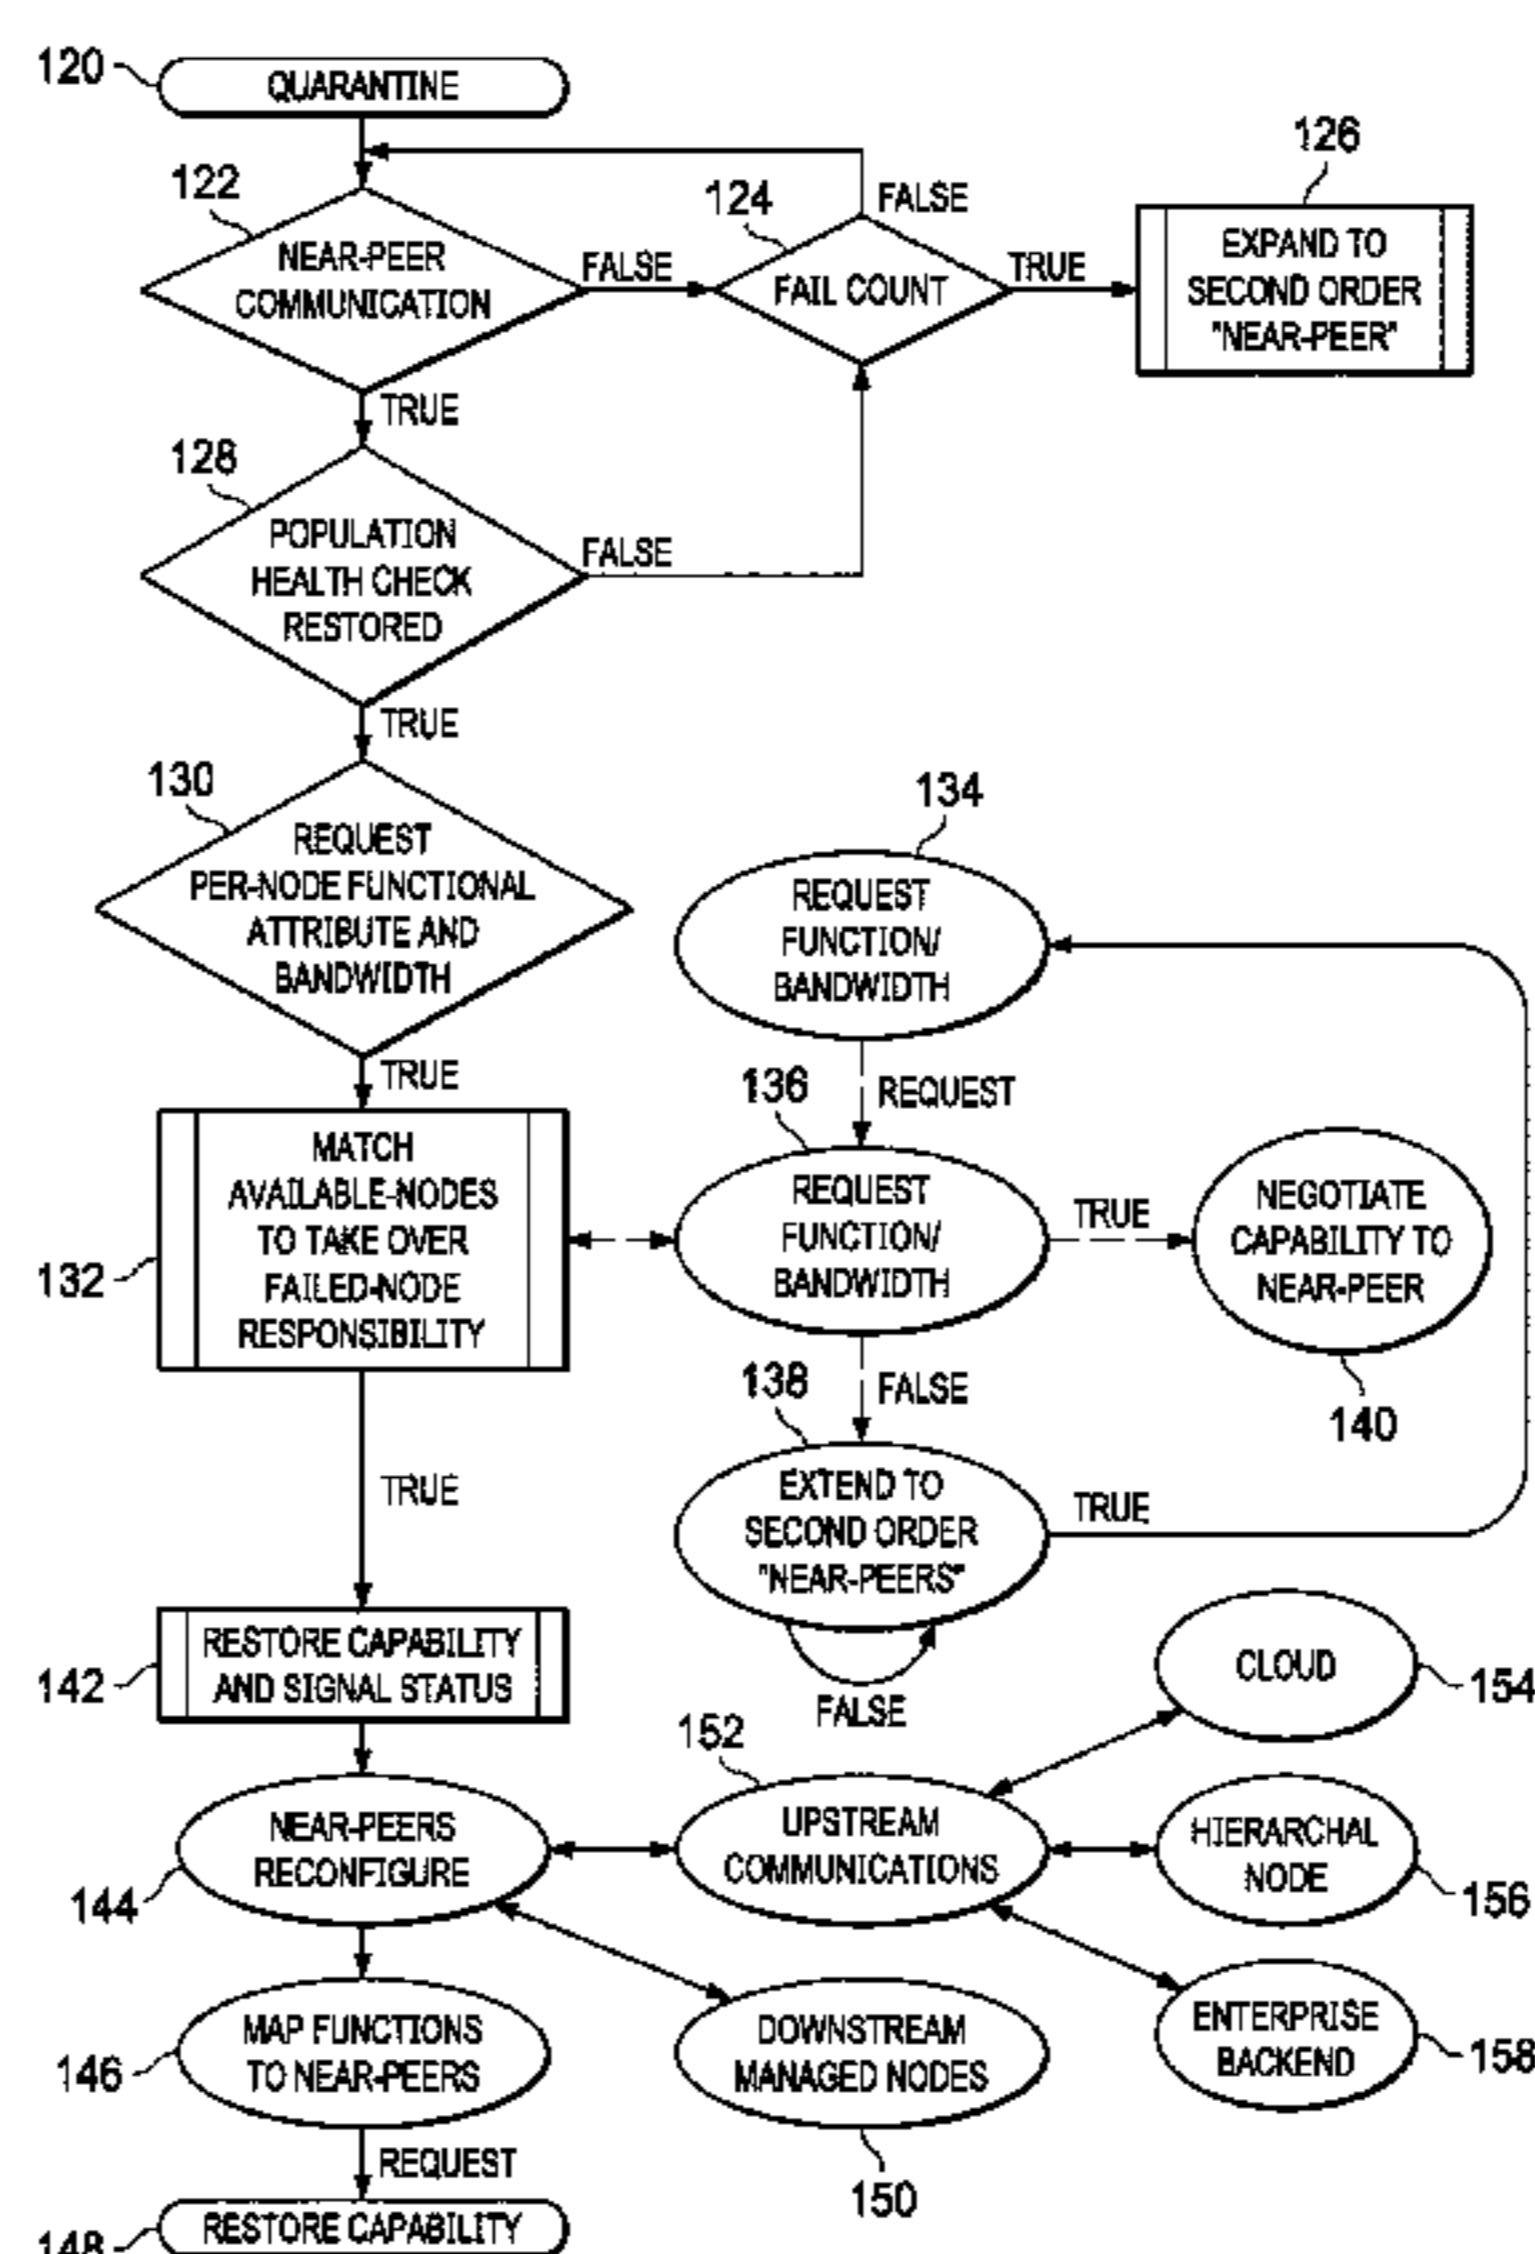 120
QUARANTINE
126
122
124
FALSE
NEAR-PEER
COMMUNICATION
FALSE
FAIL COUNT
TRUE
EXPAND TO
SECOND ORDER
"NEAR-PEER"
TRUE
128
POPULATION
HEALTH CHECK
RESTORED
FALSE
TRUE
130
REQUEST
PER-NODE FUNCTIONAL
ATTRIBUTE AND
BANDWIDTH
134
REQUEST
FUNCTION/
BANDWIDTH
TRUE
REQUEST
136
132
MATCH
AVAILABLE-NODES
TO TAKE OVER
FAILED-NODE
RESPONSIBILITY
REQUEST
FUNCTION/
BANDWIDTH
TRUE
NEGOTIATE
CAPABILITY TO
NEAR-PEER
140
FALSE
138
TRUE
EXTEND TO
SECOND ORDER
"NEAR-PEERS"
TRUE
FALSE
142
RESTORE CAPABILITY
AND SIGNAL STATUS
152
CLOUD
154
NEAR-PEERS
RECONFIGURE
144
UPSTREAM
COMMUNICATIONS
HIERARCHAL
NODE
156
146
MAP FUNCTIONS
TO NEAR-PEERS
DOWNSTREAM
MANAGED NODES
150
ENTERPRISE
BACKEND
158
REQUEST
148
RESTORE CAPABILITY